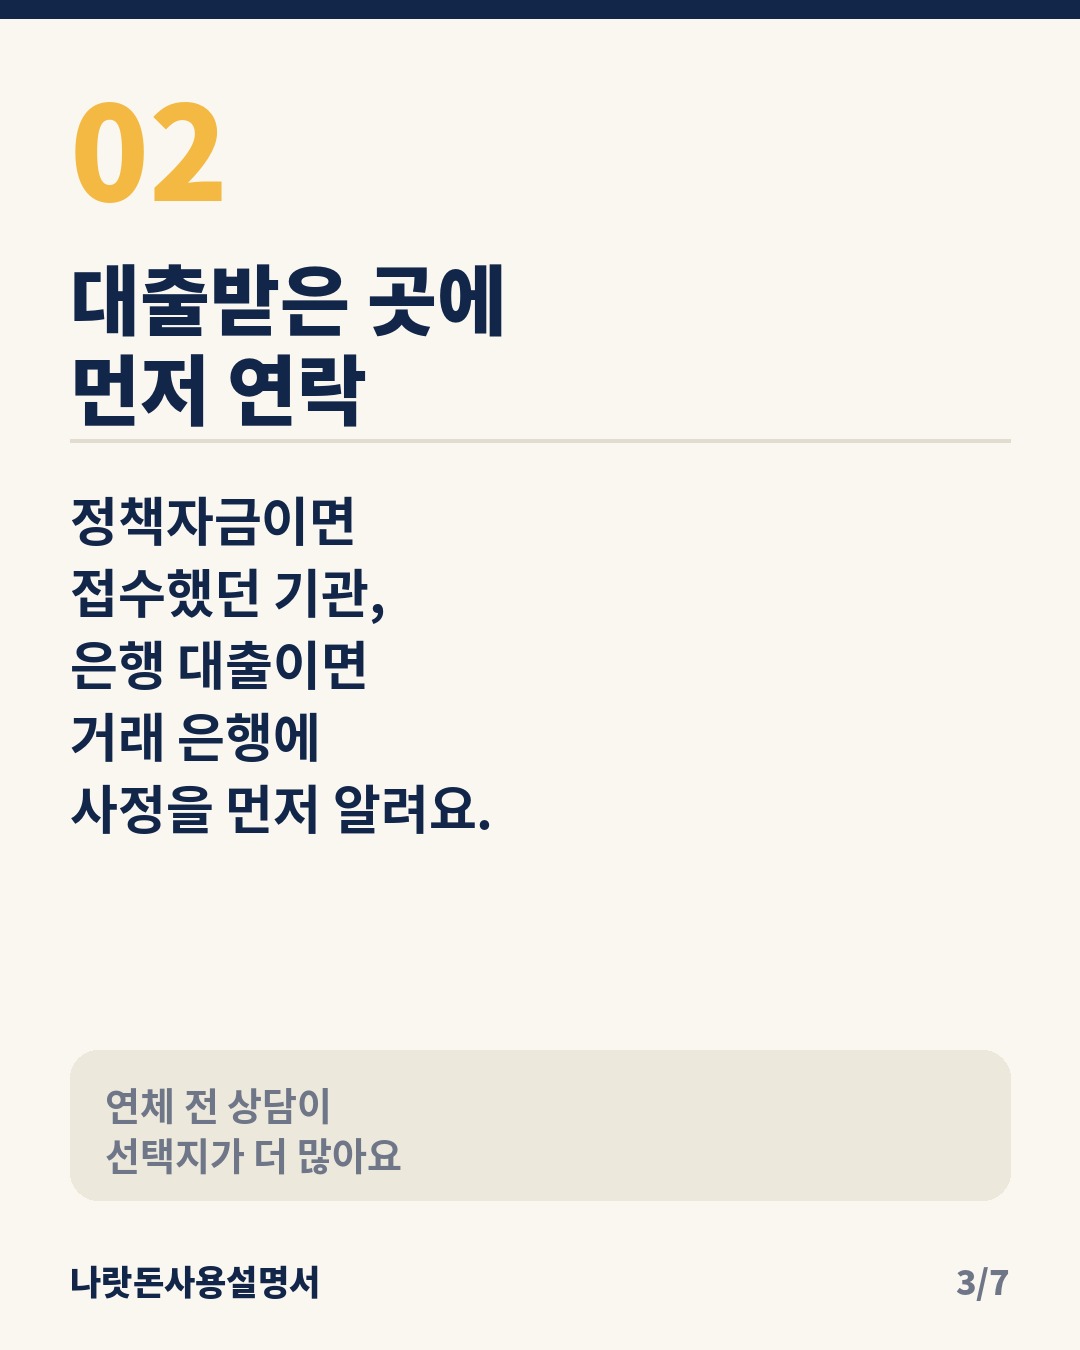 02
대출받은 곳에
먼저 연락
정책자금이면
접수했던 기관,
은행 대출이면
거래 은행에
사정을 먼저 알려요.
연체 전 상담이
선택지가 더 많아요
나랏돈사용설명서
3/7